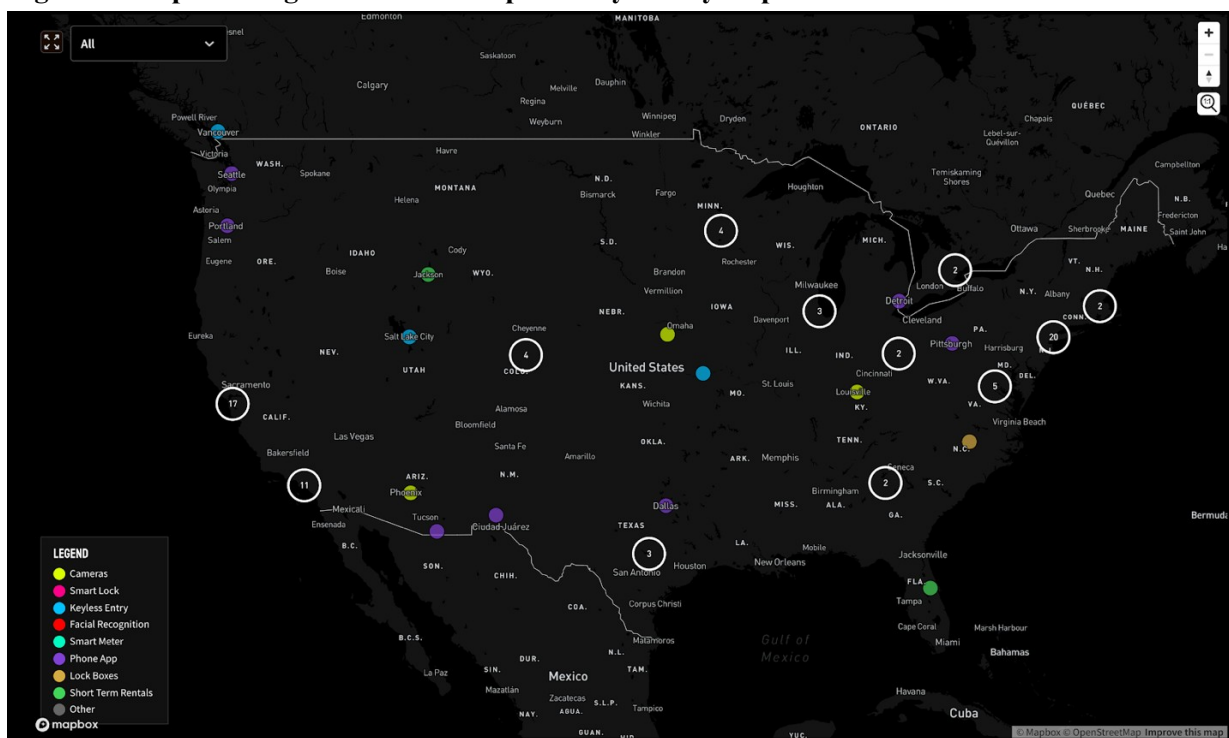 Edmonton
MANITOBA
All
Saskatoon
Calgary
Melville
Dauphin
Regina
QUÉBEC
Powell River
Weyburn
Winnipeg
Dryden
Chapais
Vancouver
Winkler
ONTARIO
Lebel-sur-
Quévillon
Victoria
Havre
WASH.
Spokane
Campbellton
Seattle
Olympia
MONTANA
N.D.
Bismarck
Fargo
Houghton
Temiskaming
Shores
Quebec
N.B.
Helena
Astoria
MINN.
Fredericton
Portland
4
Ottawa
Sherbrooke
MAINE
Saint John
Salem
IDAHO
Cody
S.D.
WIS.
MICH.
Eugene
ORE.
Boise
Jackson
WYO.
Brandon
Rochester
VT.
N.H.
Vermillion
Milwaukee
London
2
Buffalo
N.Y.
Albany
Detroit
2
NEBR.
IOWA
Davenport
3
Cleveland
CONN.
Eureka
Salt Lake City
Cheyenne
Omaha
PA.
Pittsburgh
Harrisburg
20
NEV.
4
ILL.
IND.
2
MD.
DEL.
UTAH
COLO.
United States
Cincinnati
W.VA.
5
Sacramento
KANS.
MO.
St. Louis
Louisville
VA.
17
CALIF.
Alamosa
Wichita
KY.
Virginia Beach
Las Vegas
Bloomfield
OKLA.
TENN.
N.C.
Bakersfield
Santa Fe
Amarillo
ARK.
Memphis
Seneca
11
ARIZ.
N.M.
2
S.C.
Phoenix
Birmingham
MISS.
ALA.
Mexicali
Tucson
Dallas
GA.
Ensenada
Ciudad Juárez
TEXAS
Bermuda
B.C.
LA.
Mobile
Jacksonville
SON.
3
Houston
New Orleans
LEGEND
Cameras
Smart Lock
Keyless Entry
Facial Recognition
Smart Meter
Phone App
Lock Boxes
Short Term Rentals
Other
CHIH.
San Antonio
FLA.
COA.
Corpus Christi
Tampa
Cape Coral
Marsh Harbour
B.C.S.
Matamoros
Gulf of
Mexico
Miami
Bahamas
N.L.
DUR.
La Paz
SIN.
Mexico
TAM.
Mazatlán
Zacatecas
S.L.P.
Tampico
Havana
NAY.
AGUA.
Cuba
GUAN.
YUC.
mapbox
© Mapbox © OpenStreetMap Improve this map